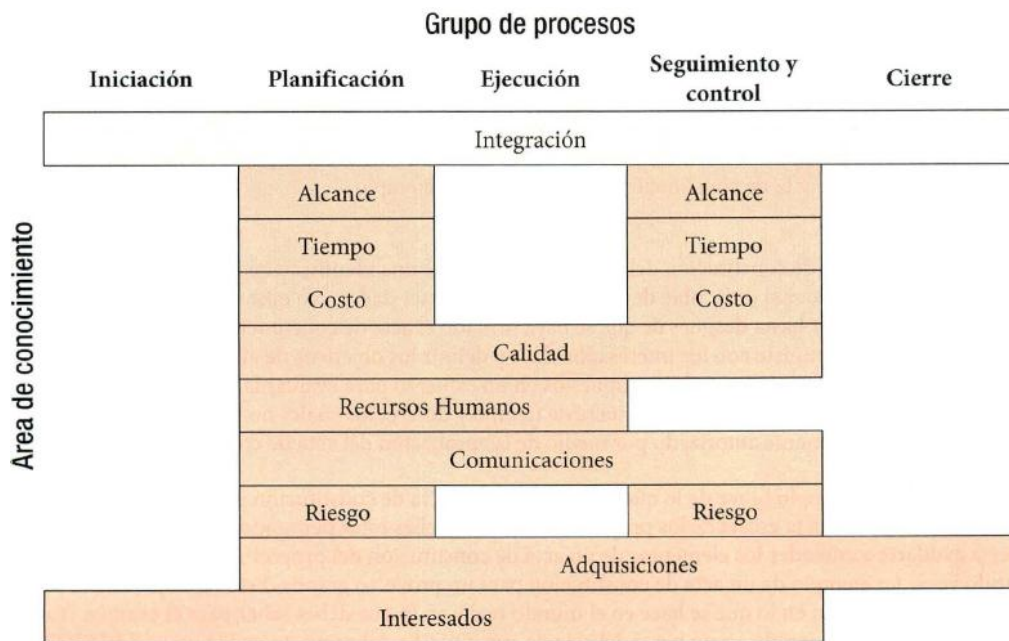 Grupo de procesos
Iniciación Planificación Ejecución Seguimiento y control Cierre
Area de conocimiento
Integración
Alcance Alcance
Tiempo Tiempo
Costo Costo
Calidad
Recursos Humanos
Comunicaciones
Riesgo Riesgo
Adquisiciones
Interesados